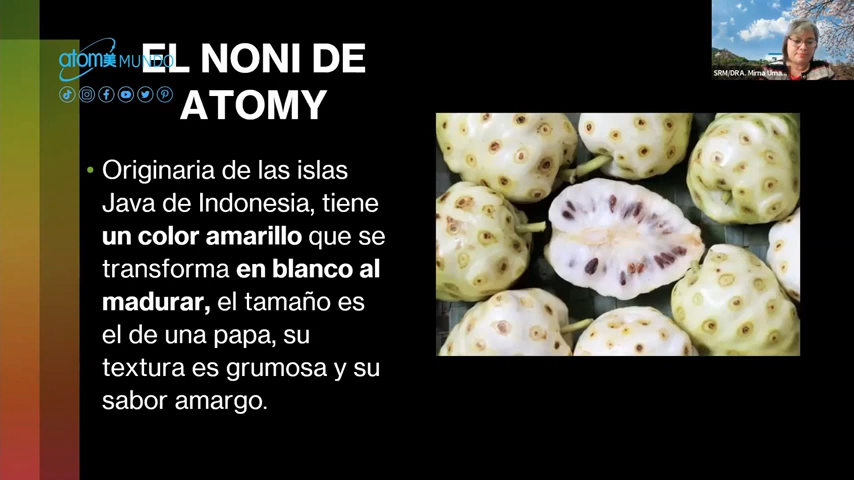 atom美 MUNDO
EL NONI DE
ATOMY
• Originaria de las islas
Java de Indonesia, tiene
un color amarillo que se
transforma en blanco al
madurar, el tamaño es
el de una papa, su
textura es grumosa y su
sabor amargo.
SRM/DRA. Mirna Urna...